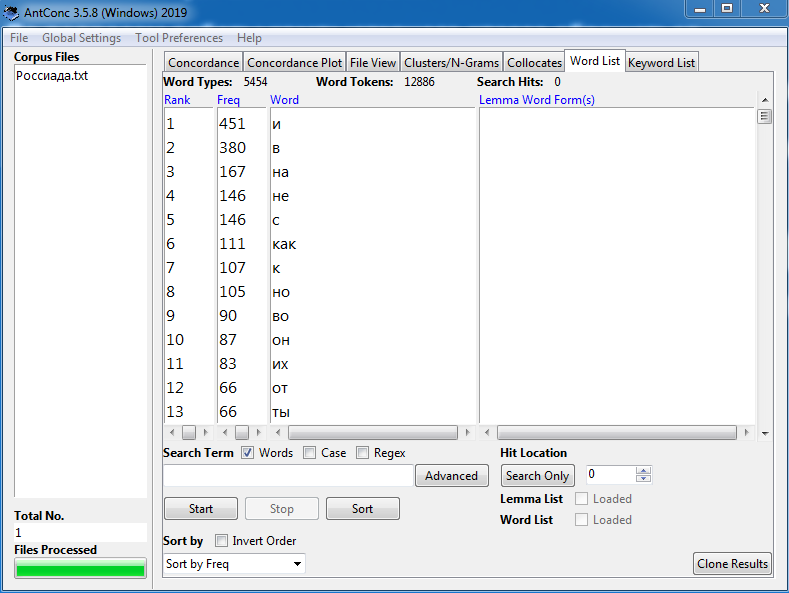 AntConc 3.5.8 (Windows) 2019
File Global Settings Tool Preferences Help
Corpus Files
Россиада.txt
Concordance Concordance Plot File View Clusters/N-Grams Collocates Word List Keyword List
Word Types: 5454 Word Tokens: 12886 Search Hits: 0
Rank Freq Word Lemma Word Form(s)
1 451 и
2 380 в
3 167 на
4 146 не
5 146 с
6 111 как
7 107 к
8 105 но
9 90 во
10 87 он
11 83 их
12 66 от
13 66 ты
Search Term Words Case Regex Hit Location
Advanced Search Only 0
Start Stop Sort Lemma List Loaded
Word List Loaded
Total No.
1
Files Processed
Sort by Invert Order
Sort by Freq Clone Results